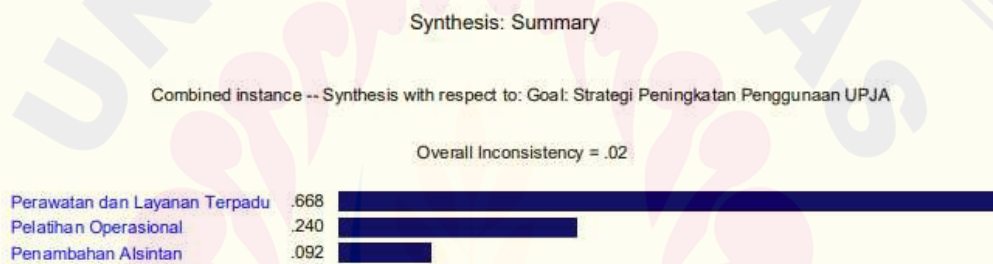 Synthesis: Summary
Combined instance -- Synthesis with respect to: Goal: Strategi Peningkatan Penggunaan UPJA
Overall Inconsistency = .02
Perawatan dan Layanan Terpadu .668
Pelatihan Operasional .240
Penambahan Alsintan .092